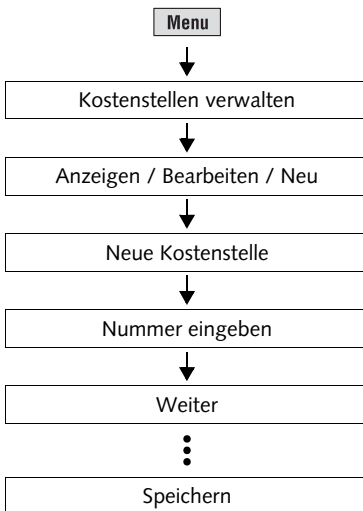 Menu
Kostenstellen verwalten
Anzeigen / Bearbeiten / Neu
Neue Kostenstelle
Nummer eingeben
Weiter
Speichern